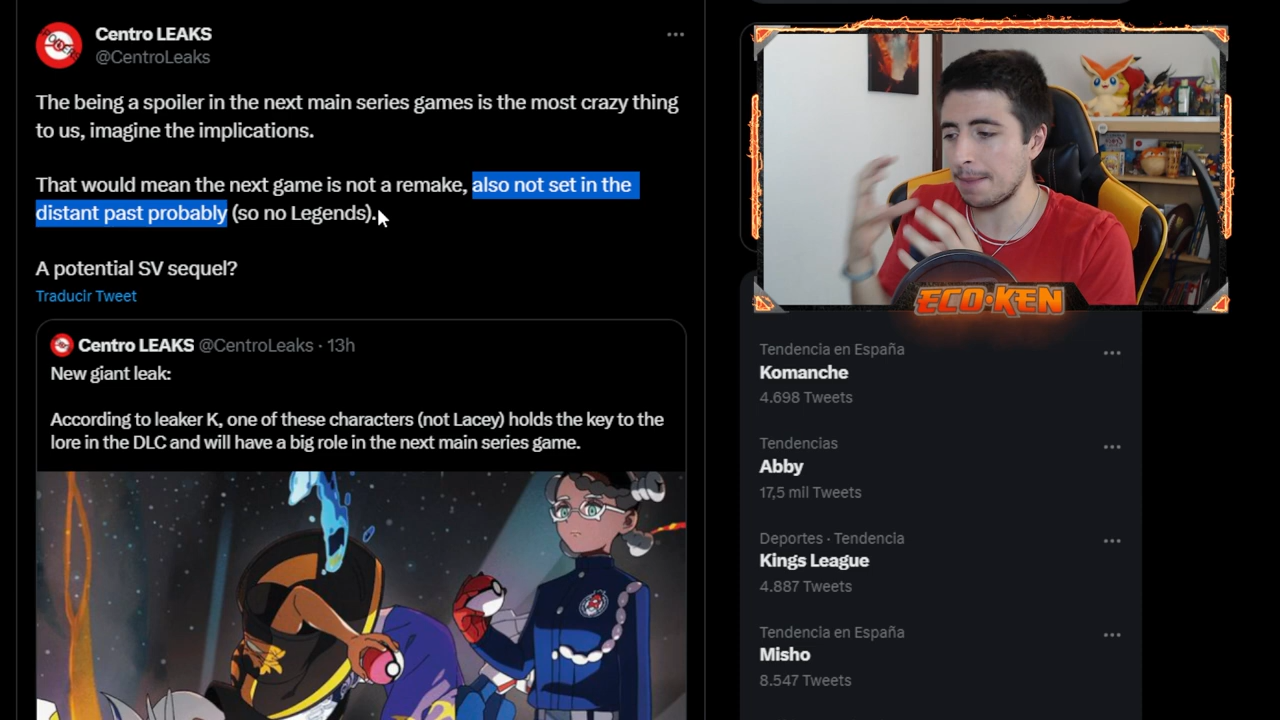 Centro LEAKS
@CentroLeaks
The being a spoiler in the next main series games is the most crazy thing
to us, imagine the implications.
That would mean the next game is not a remake, also not set in the
distant past probably (so no Legends).
A potential SV sequel?
Traducir Tweet
Centro LEAKS @CentroLeaks · 13h
New giant leak:
According to leaker K, one of these characters (not Lacey) holds the key to the
lore in the DLC and will have a big role in the next main series game.
ECO·KEN
Tendencia en España
Komanche
4.698 Tweets
Tendencias
Abby
17,5 mil Tweets
Deportes · Tendencia
Kings League
4.887 Tweets
Tendencia en España
Misho
8.547 Tweets